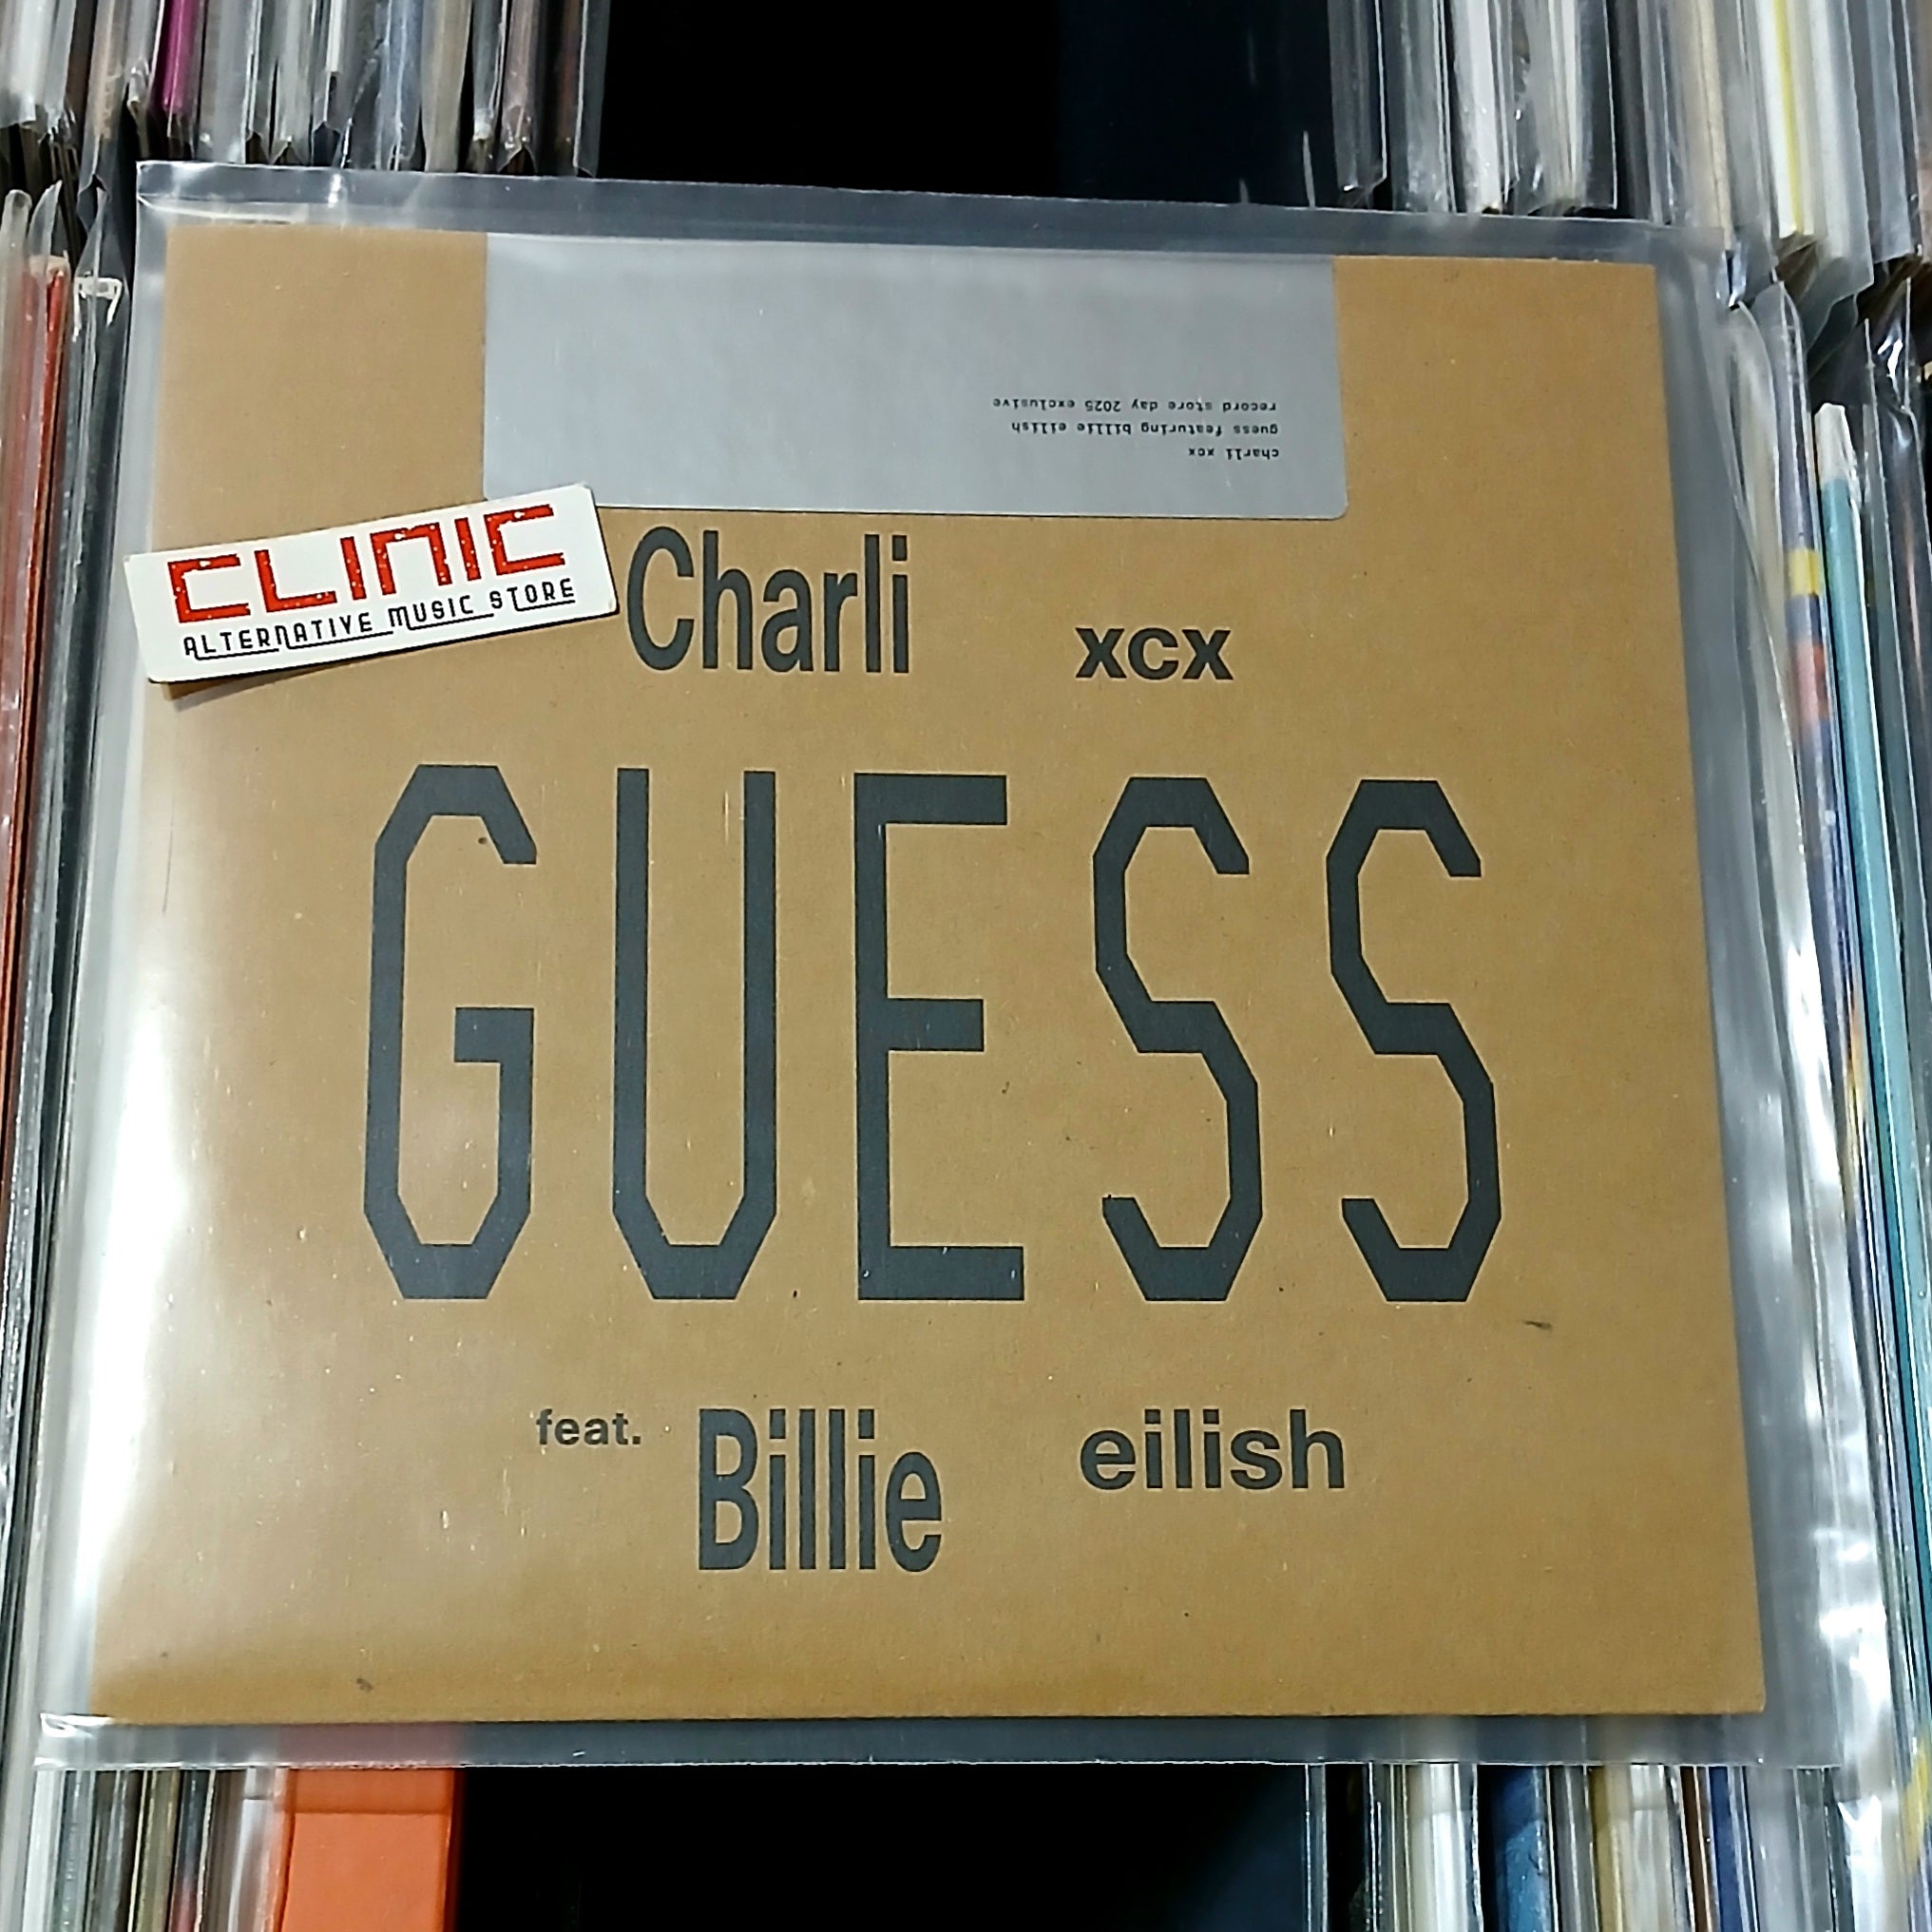 record store day 2025 exclusive
guess featuring billie eilish
charli xcx
CLINIC
ALTERNATIVE MUSIC STORE
Charli xcx
GUESS
feat. Billie eilish